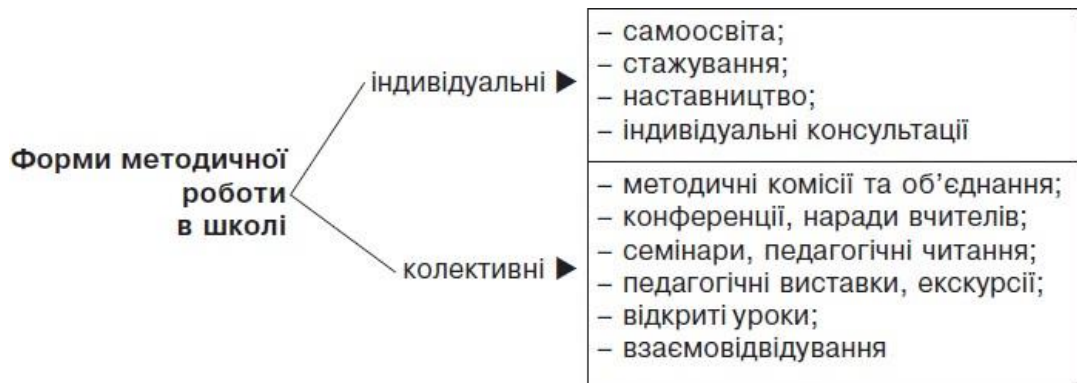 Форми методичної
роботи
в школі
індивідуальні ►
– самоосвіта;
– стажування;
– наставництво;
– індивідуальні консультації
колективні ►
– методичні комісії та об’єднання;
– конференції, наради вчителів;
– семінари, педагогічні читання;
– педагогічні виставки, екскурсії;
– відкриті уроки;
– взаємовідвідування